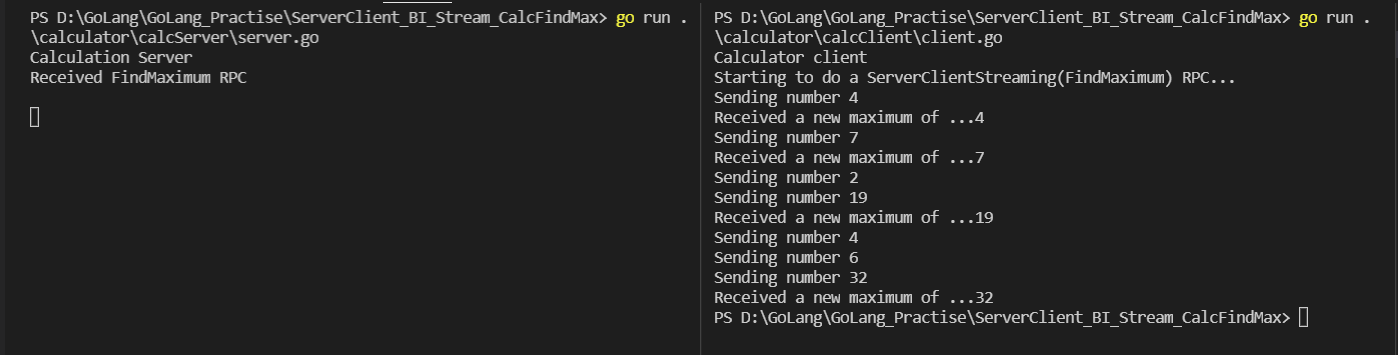 PS D:\GoLang\GoLang_Practise\ServerClient_BI_Stream_CalcFindMax> go run .
\calculator\calcServer\server.go
Calculation Server
Received FindMaximum RPC
PS D:\GoLang\GoLang_Practise\ServerClient_BI_Stream_CalcFindMax> go run .
\calculator\calcClient\client.go
Calculator client
Starting to do a ServerClientStreaming(FindMaximum) RPC...
Sending number 4
Received a new maximum of ...4
Sending number 7
Received a new maximum of ...7
Sending number 2
Sending number 19
Received a new maximum of ...19
Sending number 4
Sending number 6
Sending number 32
Received a new maximum of ...32
PS D:\GoLang\GoLang_Practise\ServerClient_BI_Stream_CalcFindMax>